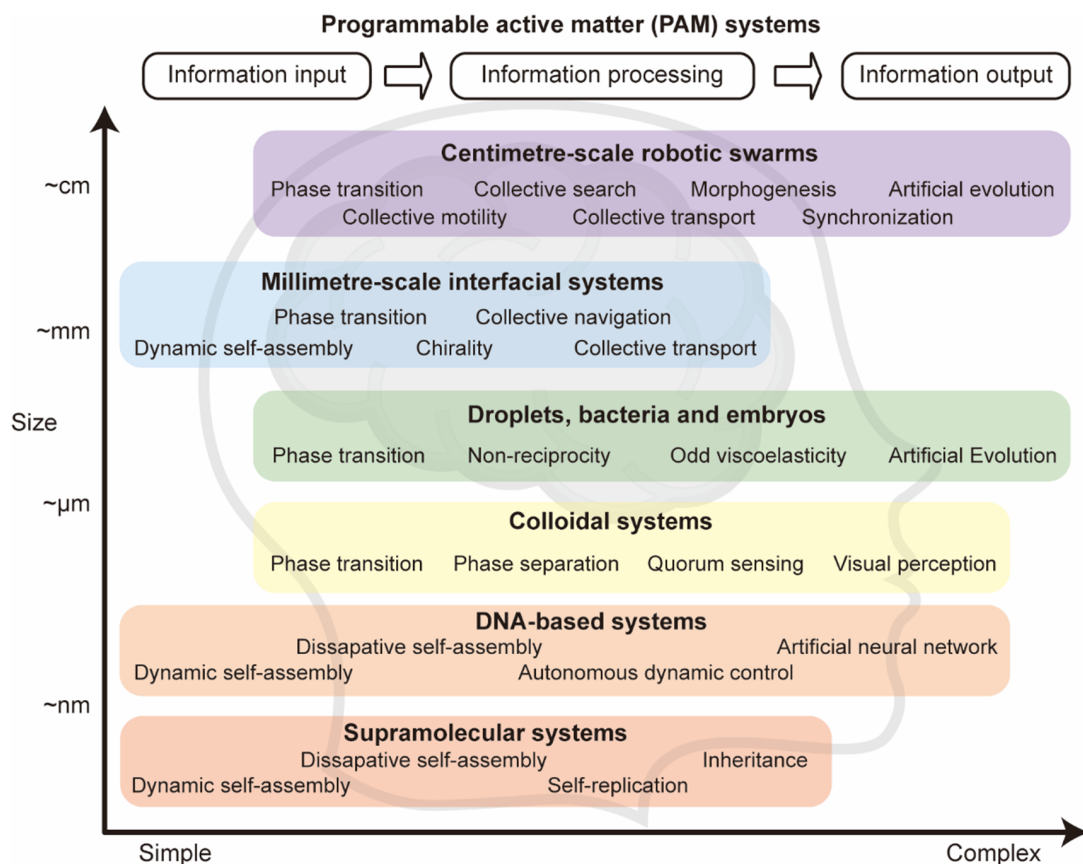 Programmable active matter (PAM) systems
Information input
Information processing
Information output
Centimetre-scale robotic swarms
~cm
Phase transition Collective search Morphogenesis Artificial evolution
Collective motility Collective transport Synchronization
Millimetre-scale interfacial systems
~mm
Phase transition Collective navigation
Dynamic self-assembly Chirality Collective transport
Size
Droplets, bacteria and embryos
Phase transition Non-reciprocity Odd viscoelasticity Artificial Evolution
~μm
Colloidal systems
Phase transition Phase separation Quorum sensing Visual perception
DNA-based systems
Dissapative self-assembly Artificial neural network
Dynamic self-assembly Autonomous dynamic control
~nm
Supramolecular systems
Dissapative self-assembly Inheritance
Dynamic self-assembly Self-replication
Simple Complex